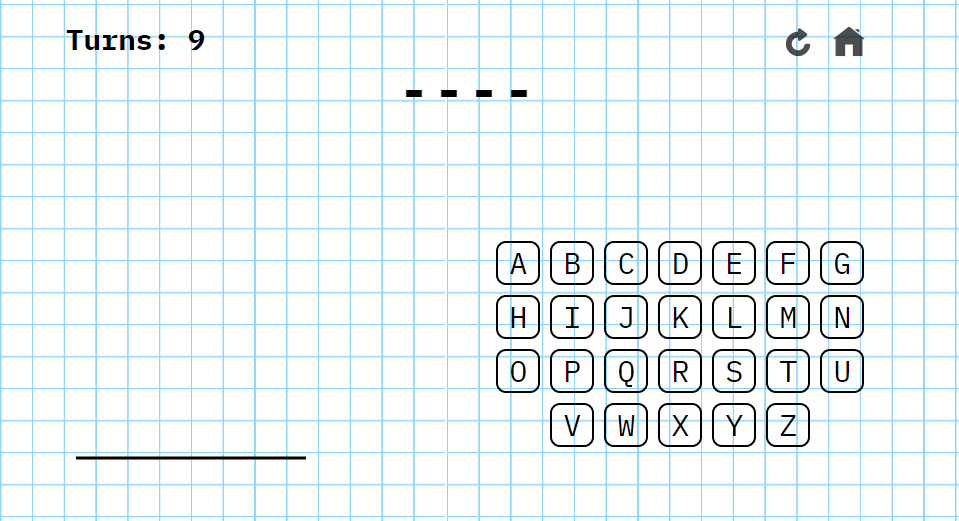 Turns: 9
- - - -
A B C D E F G
H I J K L M N
O P Q R S T U
V W X Y Z